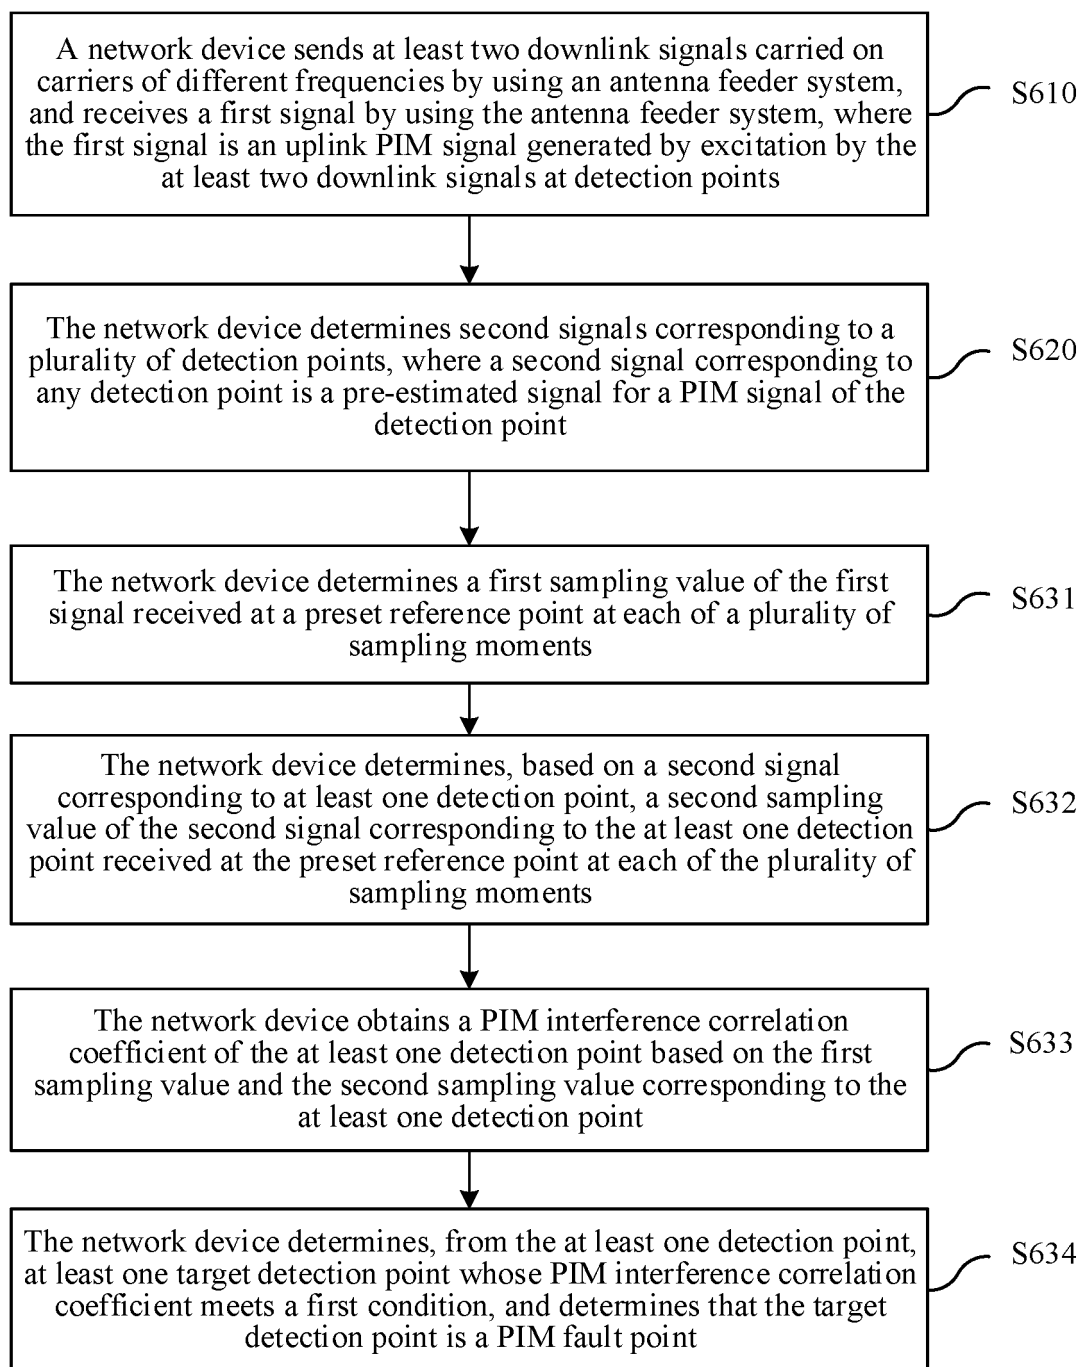 A network device sends at least two downlink signals carried on
carriers of different frequencies by using an antenna feeder system,
and receives a first signal by using the antenna feeder system, where
the first signal is an uplink PIM signal generated by excitation by the
at least two downlink signals at detection points
S610
The network device determines second signals corresponding to a
plurality of detection points, where a second signal corresponding to
any detection point is a pre-estimated signal for a PIM signal of the
detection point
S620
The network device determines a first sampling value of the first
signal received at a preset reference point at each of a plurality of
sampling moments
S631
The network device determines, based on a second signal
corresponding to at least one detection point, a second sampling
value of the second signal corresponding to the at least one detection
point received at the preset reference point at each of the plurality of
sampling moments
S632
The network device obtains a PIM interference correlation
coefficient of the at least one detection point based on the first
sampling value and the second sampling value corresponding to the
at least one detection point
S633
The network device determines, from the at least one detection point,
at least one target detection point whose PIM interference correlation
coefficient meets a first condition, and determines that the target
detection point is a PIM fault point
S634